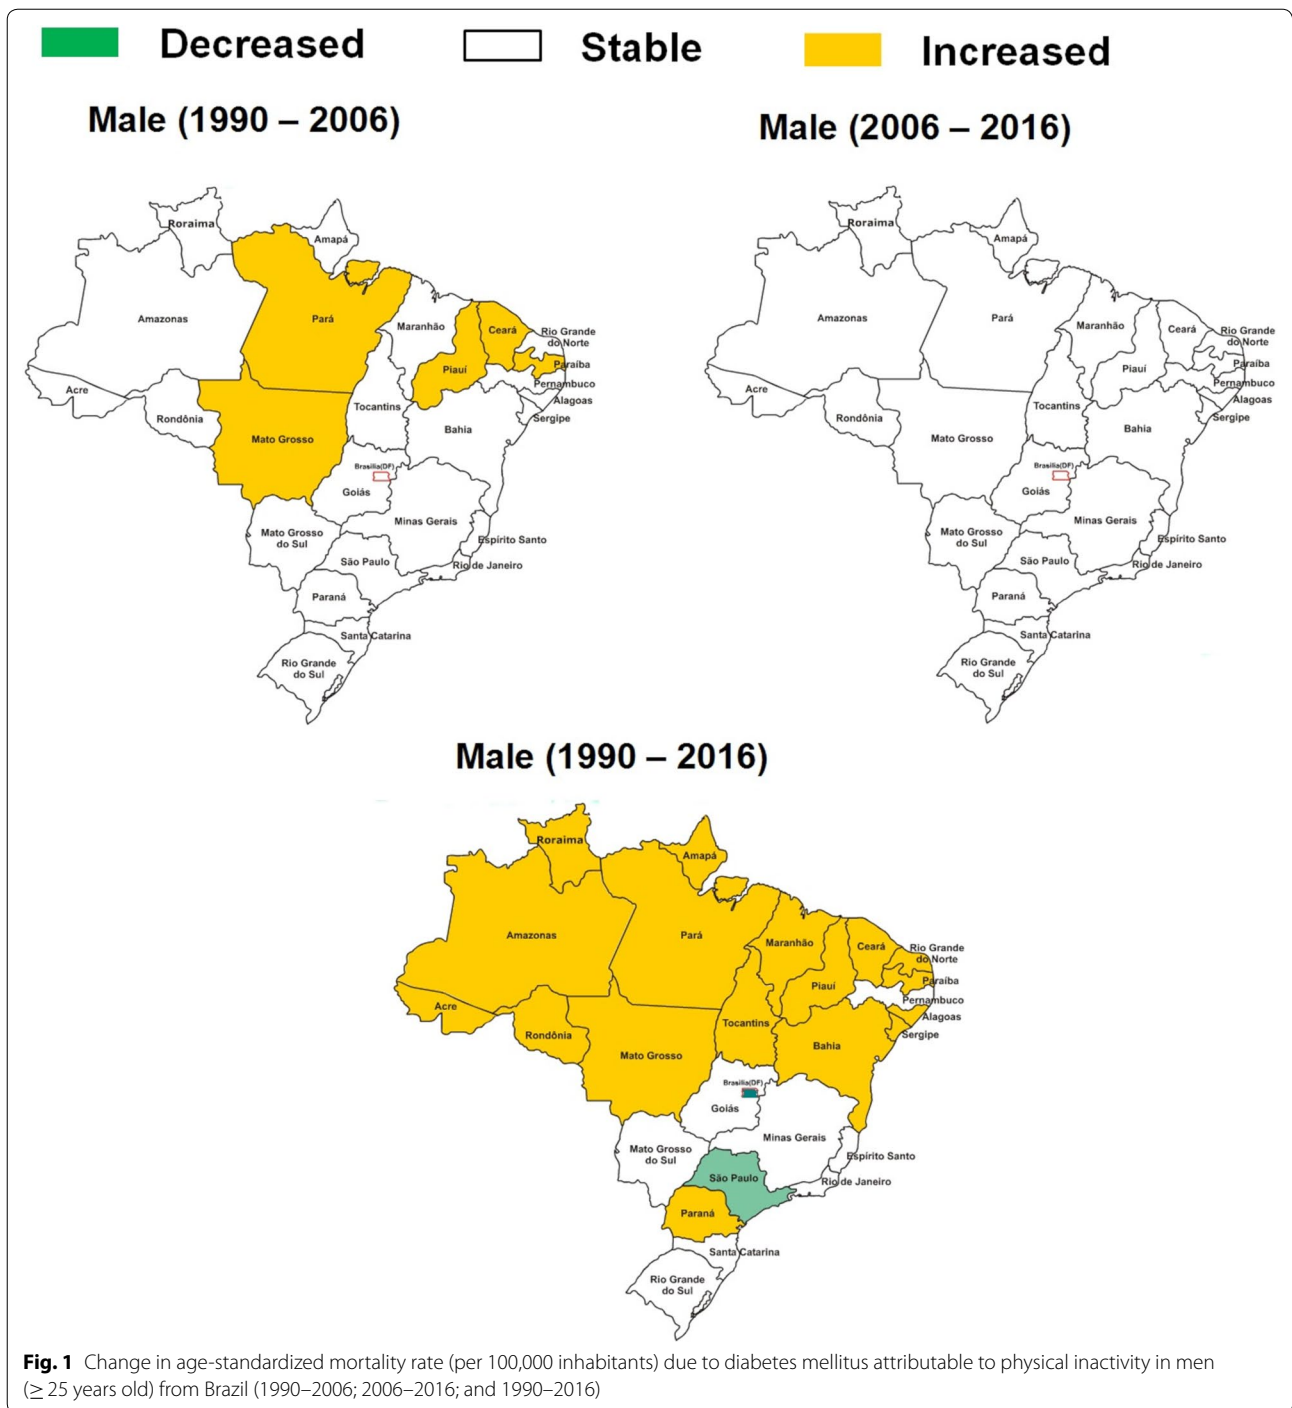 Decreased Stable Increased
Male (1990 – 2006)
Roraima
Amapá
Amazonas
Pará
Maranhão
Ceará
Rio Grande
do Norte
Paraíba
Piauí
Pernambuco
Acre
Alagoas
Tocantins
Sergipe
Rondônia
Bahia
Mato Grosso
Brasilia(DF)
Goiás
Minas Gerais
Mato Grosso
do Sul
Espírito Santo
São Paulo
Rio de Janeiro
Paraná
Santa Catarina
Rio Grande
do Sul
Male (2006 – 2016)
Roraima
Amapá
Amazonas
Pará
Maranhão
Ceará
Rio Grande
do Norte
Paraíba
Piauí
Pernambuco
Acre
Alagoas
Tocantins
Sergipe
Rondônia
Bahia
Mato Grosso
Brasilia(DF)
Goiás
Minas Gerais
Mato Grosso
do Sul
Espírito Santo
São Paulo
Rio de Janeiro
Paraná
Santa Catarina
Rio Grande
do Sul
Male (1990 – 2016)
Roraima
Amapá
Amazonas
Pará
Maranhão
Ceará
Rio Grande
do Norte
Paraíba
Piauí
Pernambuco
Acre
Alagoas
Tocantins
Sergipe
Rondônia
Bahia
Mato Grosso
Brasilia(DF)
Goiás
Minas Gerais
Mato Grosso
do Sul
Espírito Santo
São Paulo
Rio de Janeiro
Paraná
Santa Catarina
Rio Grande
do Sul
Fig. 1 Change in age-standardized mortality rate (per 100,000 inhabitants) due to diabetes mellitus attributable to physical inactivity in men
(≥ 25 years old) from Brazil (1990–2006; 2006–2016; and 1990–2016)